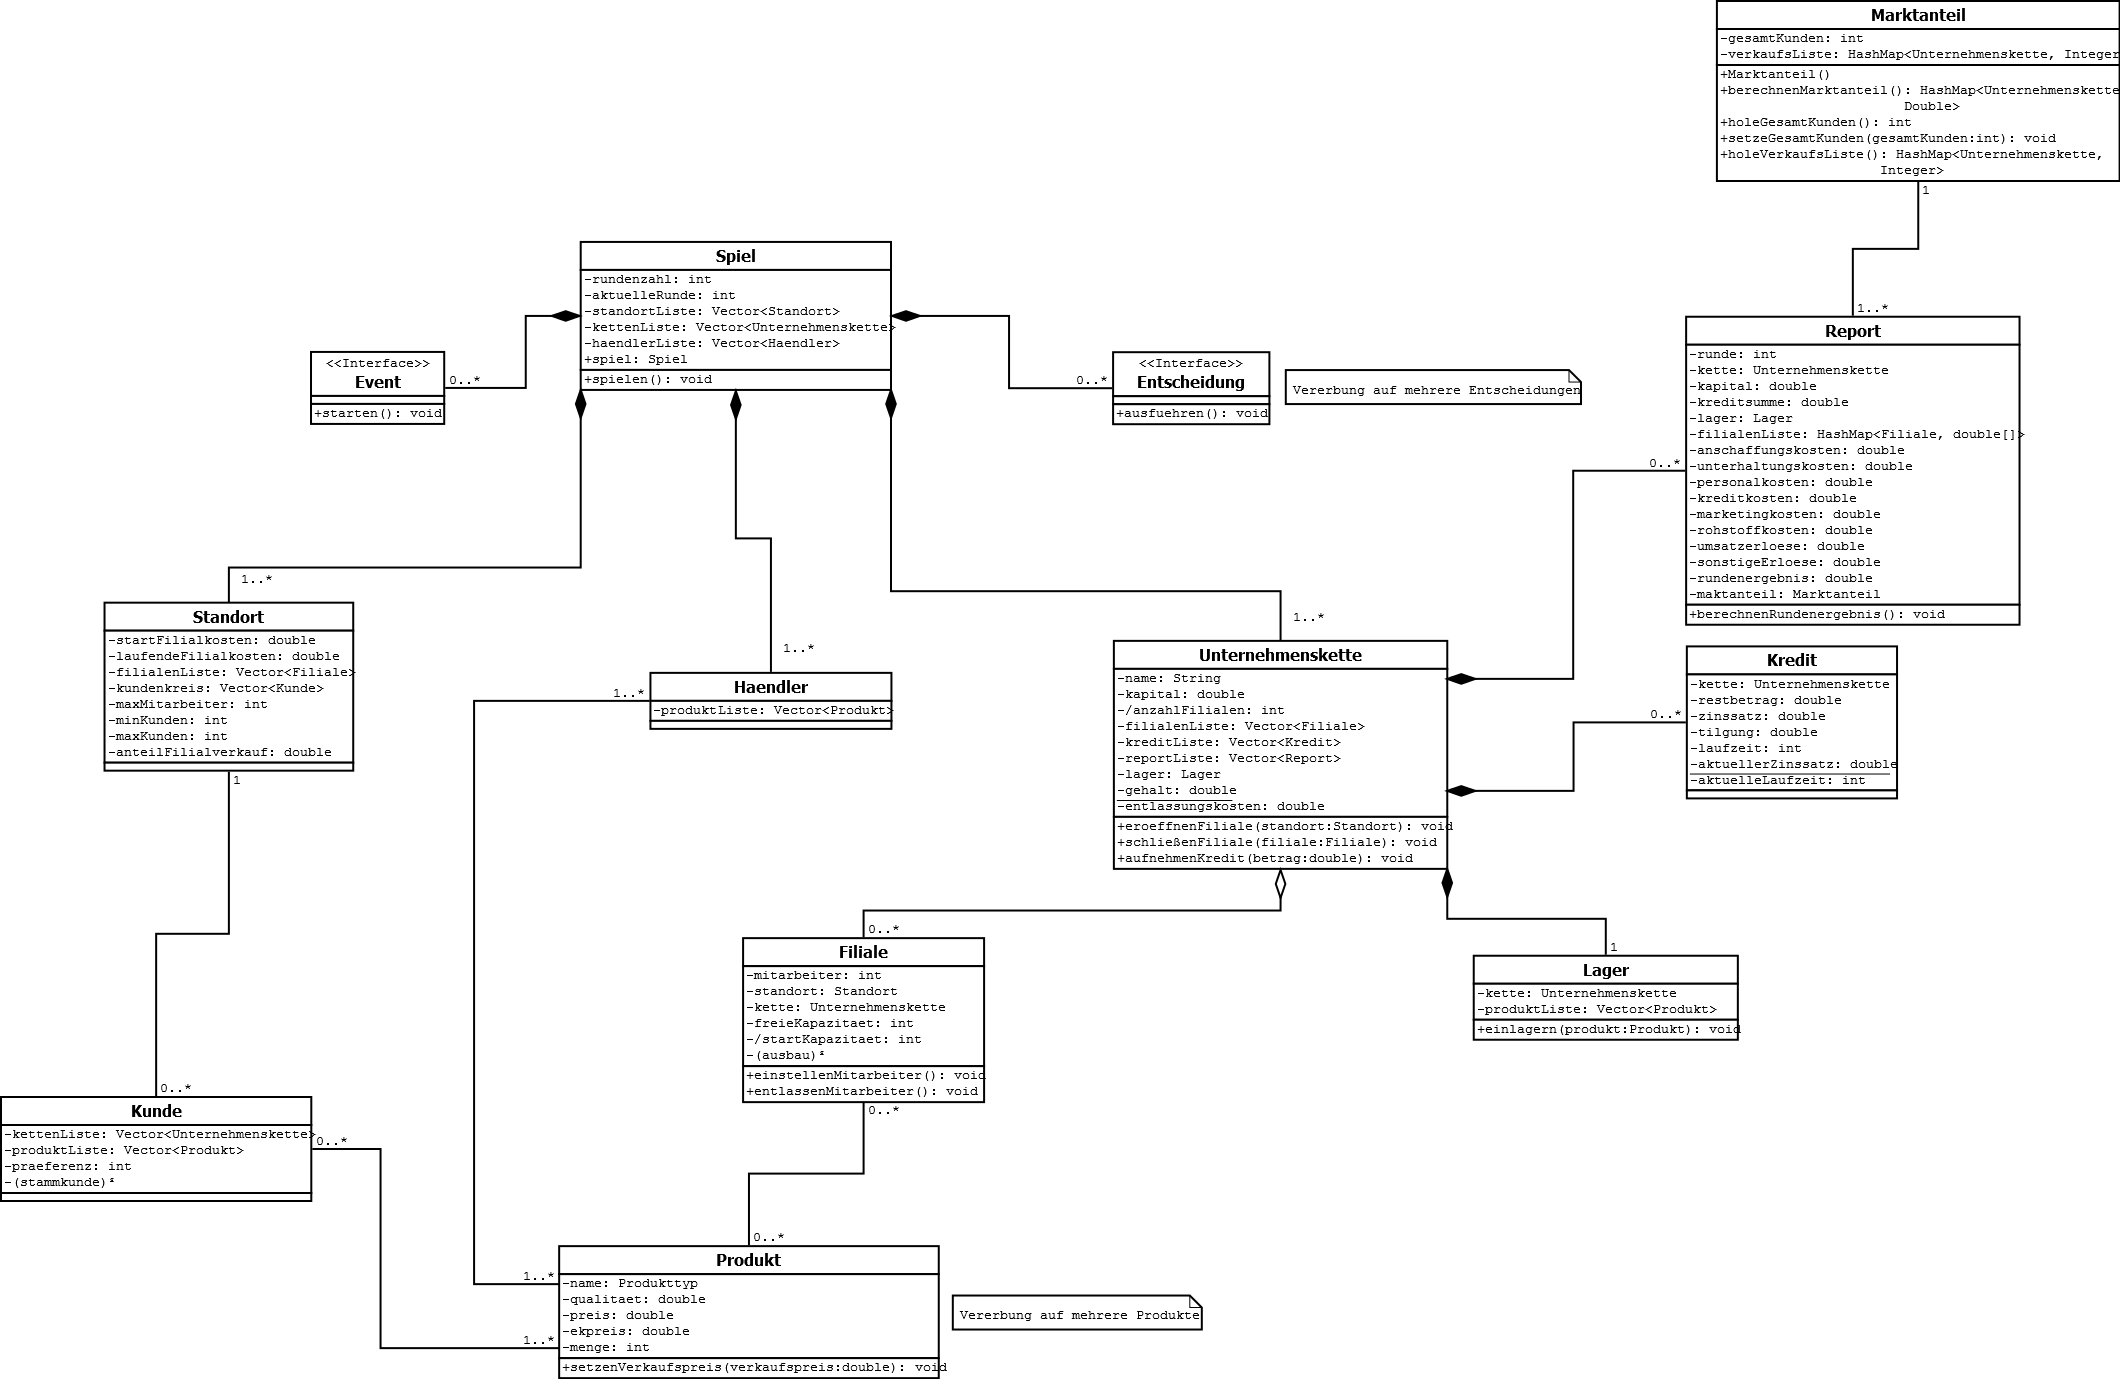 Marktanteil
-gesamtKunden: int
-verkaufsListe: HashMap<Unternehmenskette, Integer
+Marktanteil()
+berechnenMarktanteil(): HashMap<Unternehmenskette
Double>
+holeGesamtKunden(): int
+setzeGesamtKunden(gesamtKunden:int): void
+holeVerkaufsListe(): HashMap<Unternehmenskette,
Integer>
1
1..*
Spiel
-rundenzahl: int
-aktuelleRunde: int
-standortListe: Vector<Standort>
-kettenListe: Vector<Unternehmenskette>
-haendlerListe: Vector<Haendler>
+spiel: Spiel
+spielen(): void
<<Interface>>
Event
+starten(): void
0..*
0..*
<<Interface>>
Entscheidung
+ausfuehren(): void
Vererbung auf mehrere Entscheidungen
Report
-runde: int
-kette: Unternehmenskette
-kapital: double
-kreditsumme: double
-lager: Lager
-filialenListe: HashMap<Filiale, double[]>
-anschaffungskosten: double
-unterhaltungskosten: double
-personalkosten: double
-kreditkosten: double
-marketingkosten: double
-rohstoffkosten: double
-umsatzerloese: double
-sonstigeErloese: double
-rundenergebnis: double
-maktanteil: Marktanteil
+berechnenRundenergebnis(): void
0..*
1..*
Standort
-startFilialkosten: double
-laufendeFilialkosten: double
-filialenListe: Vector<Filiale>
-kundenkreis: Vector<Kunde>
-maxMitarbeiter: int
-minKunden: int
-maxKunden: int
-anteilFilialverkauf: double
1
1..*
1..*
Haendler
-produktListe: Vector<Produkt>
1..*
Unternehmenskette
-name: String
-kapital: double
-/anzahlFilialen: int
-filialenListe: Vector<Filiale>
-kreditListe: Vector<Kredit>
-reportListe: Vector<Report>
-lager: Lager
-gehalt: double
-entlassungskosten: double
+eroeffnenFiliale(standort:Standort): void
+schließenFiliale(filiale:Filiale): void
+aufnehmenKredit(betrag:double): void
0..*
Kredit
-kette: Unternehmenskette
-restbetrag: double
-zinssatz: double
-tilgung: double
-laufzeit: int
-aktuellerZinssatz: double
-aktuelleLaufzeit: int
0..*
Filiale
-mitarbeiter: int
-standort: Standort
-kette: Unternehmenskette
-freieKapazitaet: int
-/startKapazitaet: int
-(ausbau)*
+einstellenMitarbeiter(): void
+entlassenMitarbeiter(): void
0..*
1
Lager
-kette: Unternehmenskette
-produktListe: Vector<Produkt>
+einlagern(produkt:Produkt): void
0..*
Kunde
-kettenListe: Vector<Unternehmenskette>
-produktListe: Vector<Produkt>
-praeferenz: int
-(stammkunde)*
0..*
0..*
1..*
1..*
Produkt
-name: Produkttyp
-qualitaet: double
-preis: double
-ekpreis: double
-menge: int
+setzenVerkaufspreis(verkaufspreis:double): void
Vererbung auf mehrere Produkte